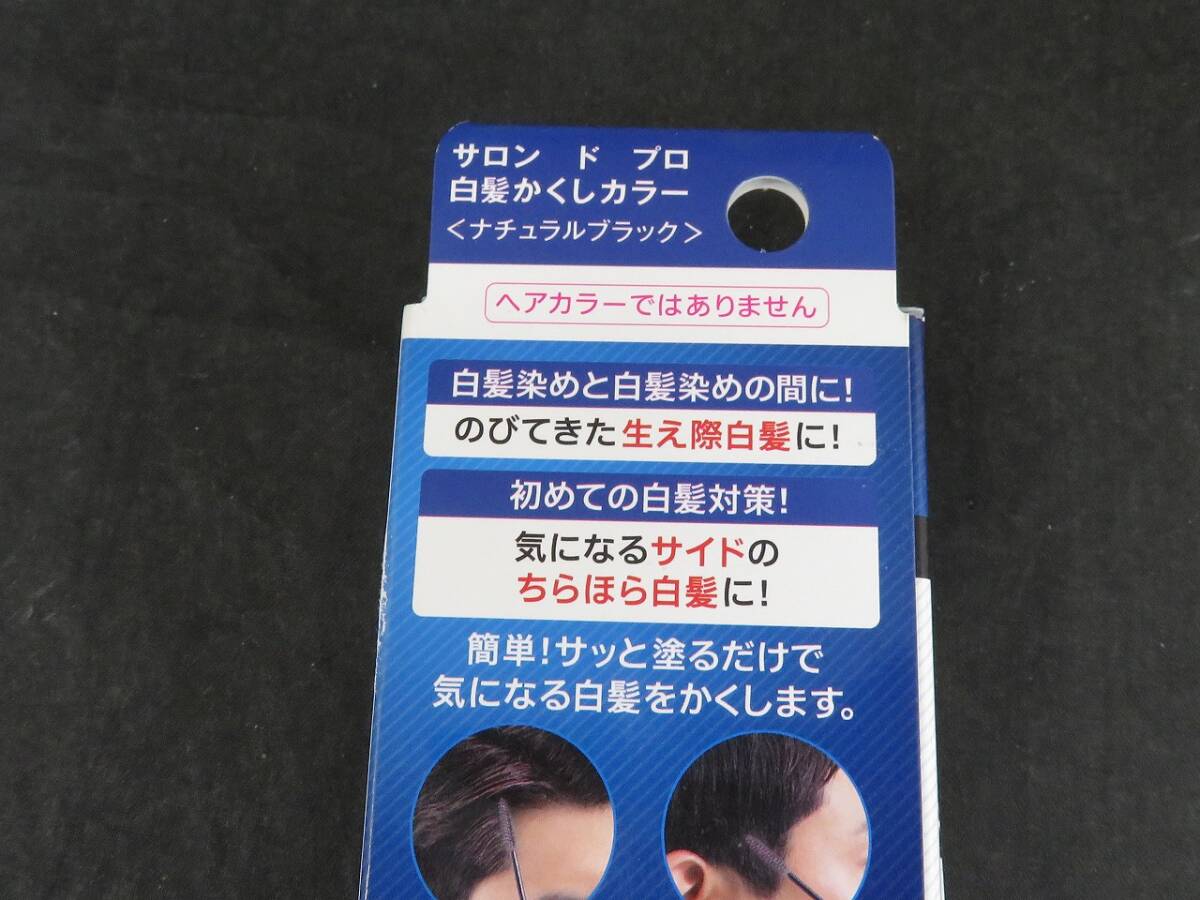 サロン ド プロ
白髪かくしカラー
＜ナチュラルブラック＞
ヘアカラーではありません
白髪染めと白髪染めの間に!
のびてきた生え際白髪に!
初めての白髪対策!
気になるサイドの
ちらほら白髪に!
簡単!サッと塗るだけで
気になる白髪をかくします。